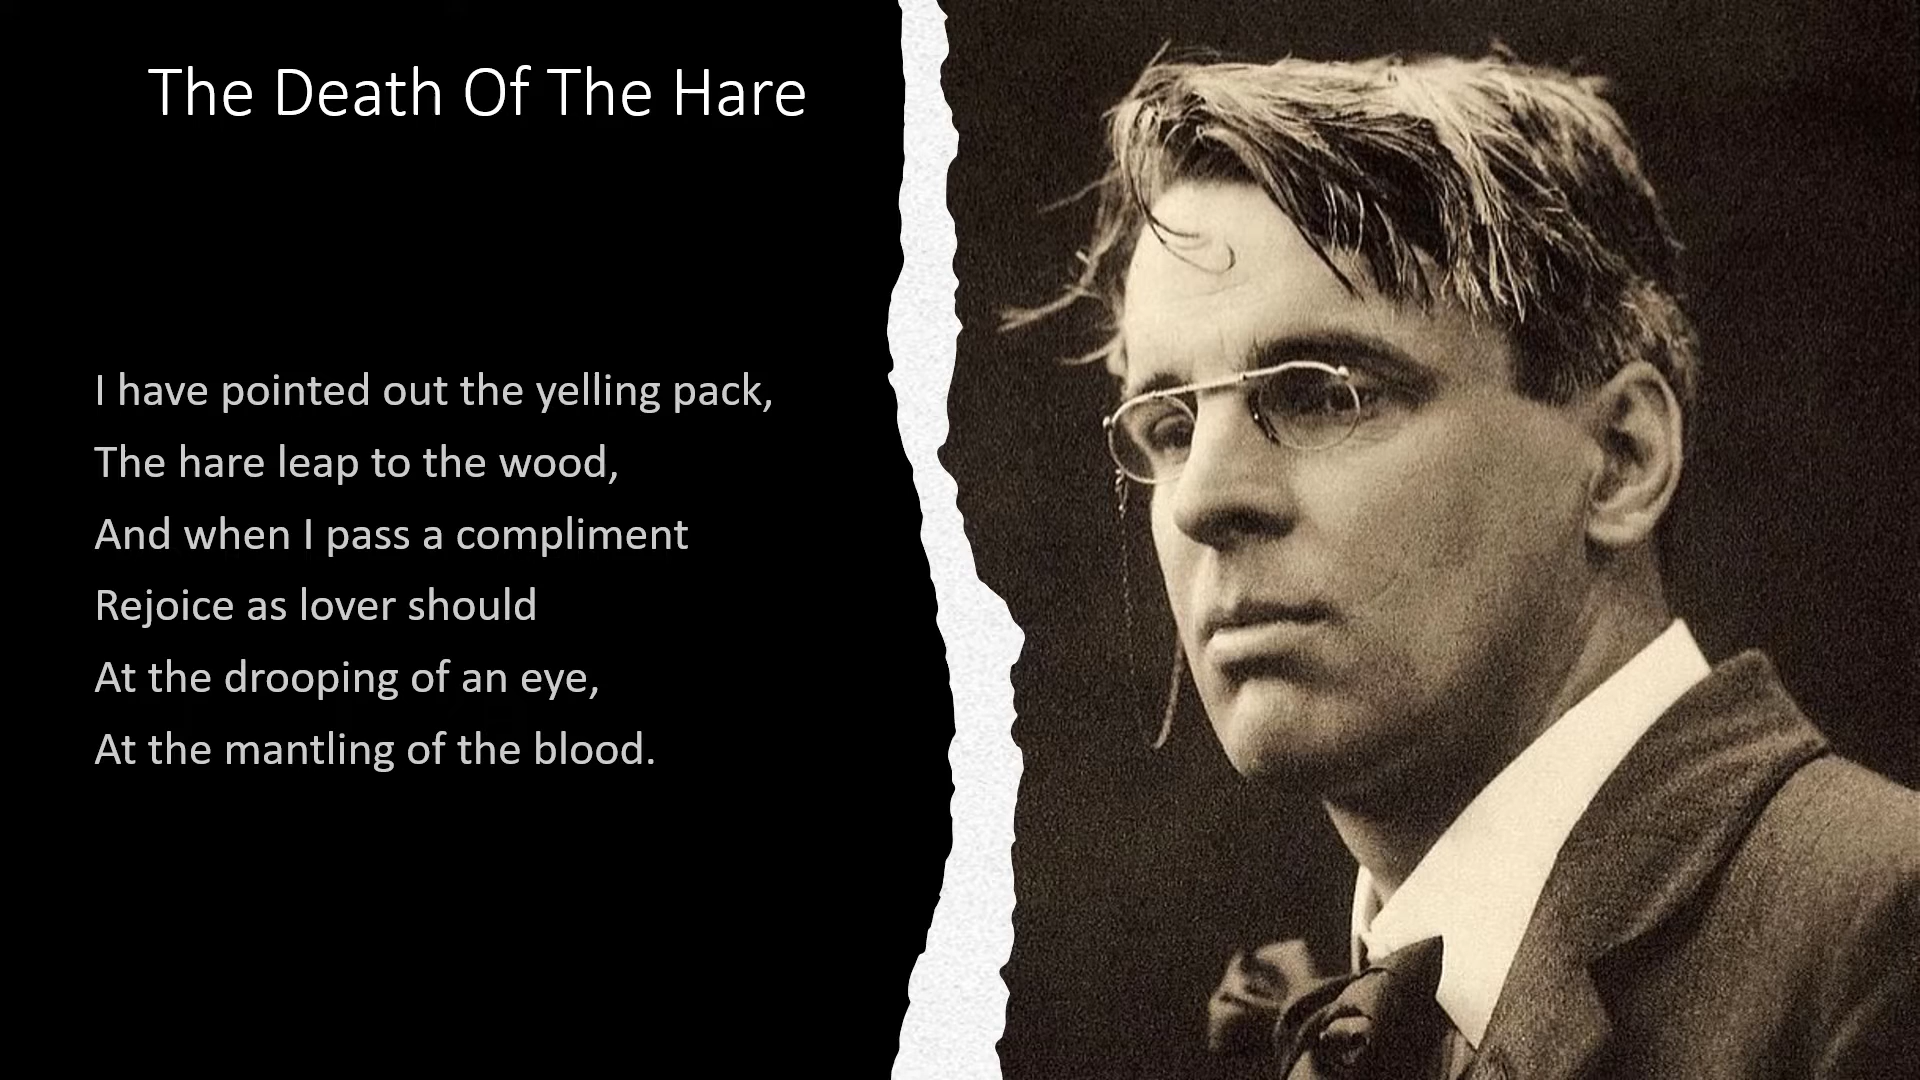 The Death Of The Hare
I have pointed out the yelling pack,
The hare leap to the wood,
And when I pass a compliment
Rejoice as lover should
At the drooping of an eye,
At the mantling of the blood.